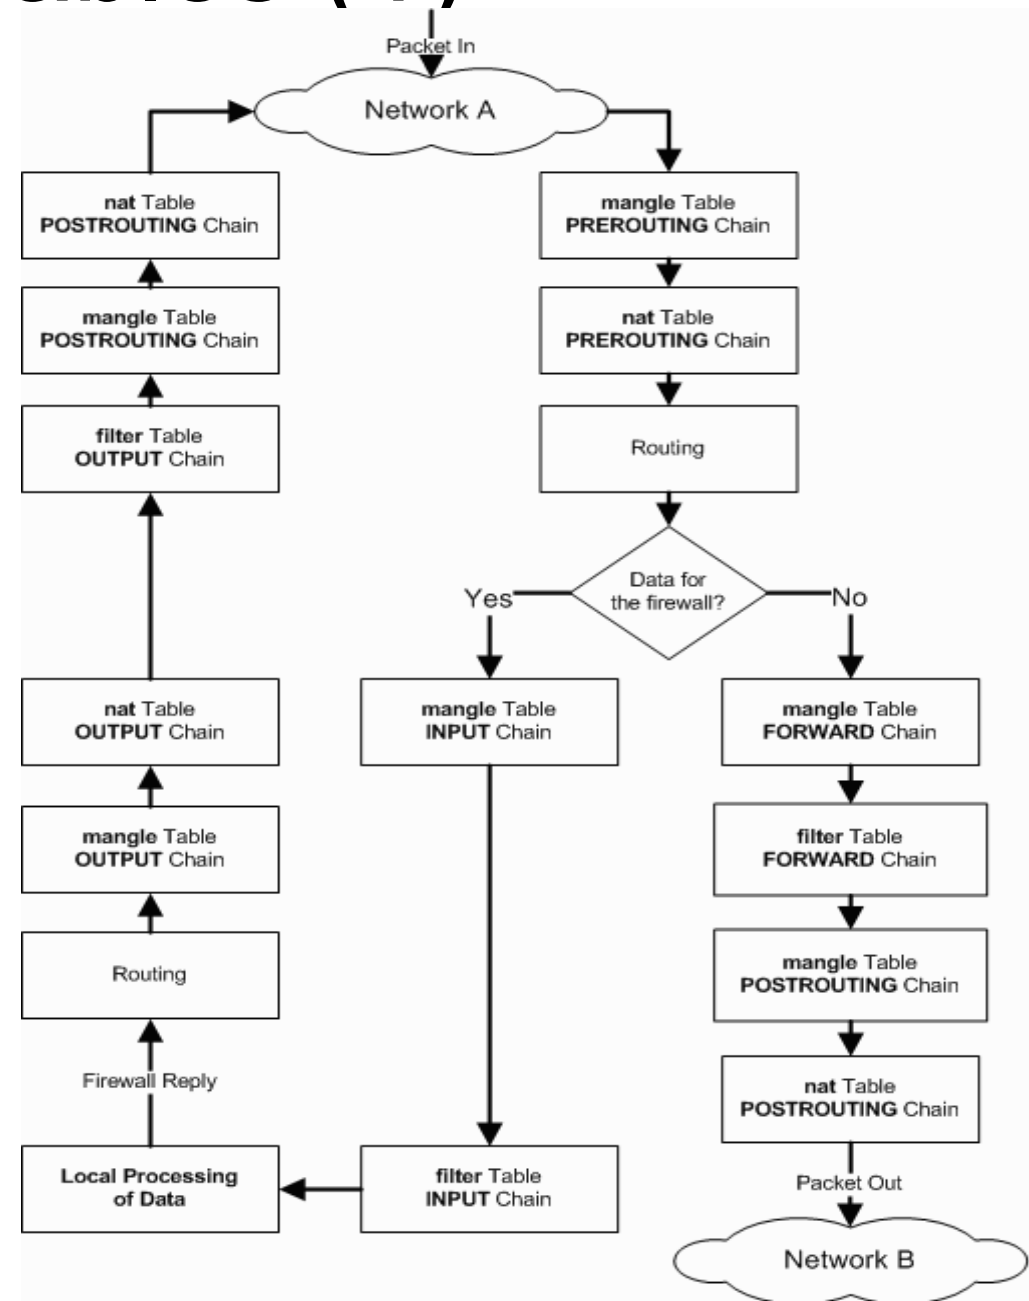 Packet In
Network A
nat Table
POSTROUTING Chain
mangle Table
PREROUTING Chain
mangle Table
POSTROUTING Chain
nat Table
PREROUTING Chain
filter Table
OUTPUT Chain
Routing
Data for
the firewall?
Yes
No
nat Table
OUTPUT Chain
mangle Table
INPUT Chain
mangle Table
FORWARD Chain
mangle Table
OUTPUT Chain
filter Table
FORWARD Chain
Routing
mangle Table
POSTROUTING Chain
Firewall Reply
nat Table
POSTROUTING Chain
Local Processing
of Data
filter Table
INPUT Chain
Packet Out
Network B